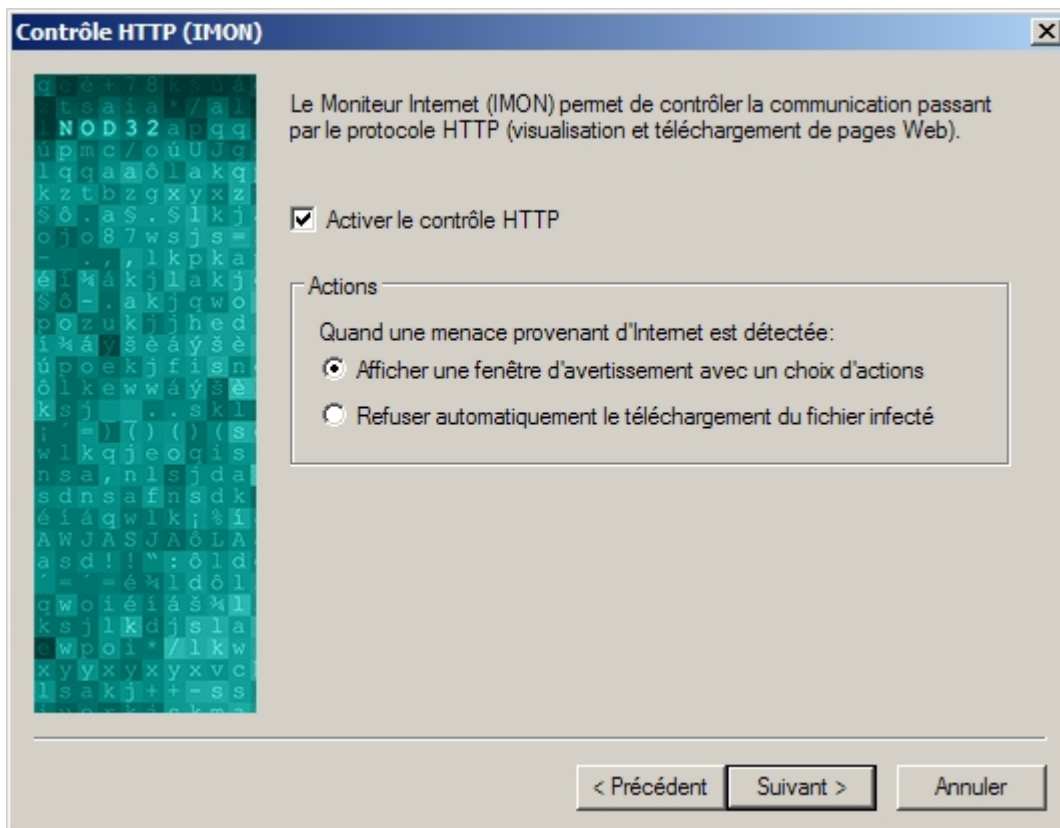 Contrôle HTTP (IMON)
NOD32
Le Moniteur Internet (IMON) permet de contrôler la communication passant
par le protocole HTTP (visualisation et téléchargement de pages Web).
Activer le contrôle HTTP
Actions
Quand une menace provenant d'Internet est détectée:
Afficher une fenêtre d'avertissement avec un choix d'actions
Refuser automatiquement le téléchargement du fichier infecté
< Précédent
Suivant >
Annuler